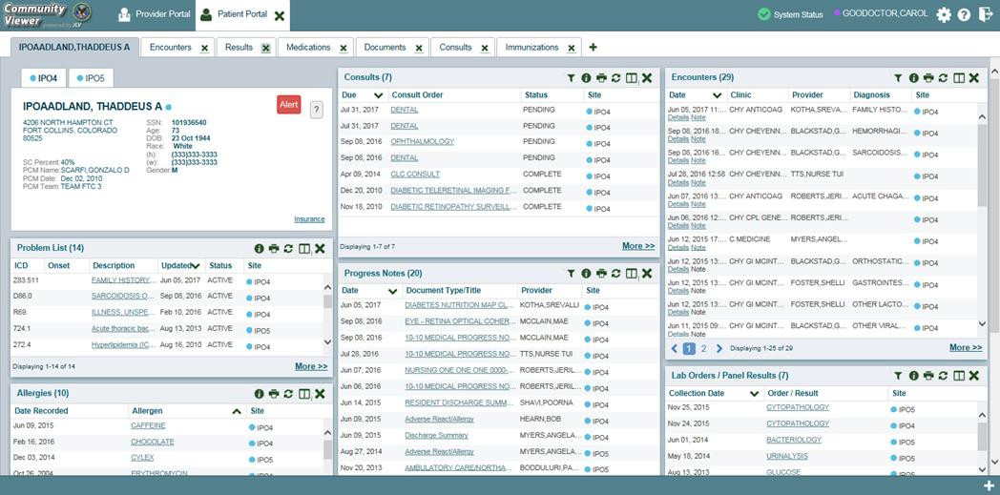 Community
Viewer powered by JLV
Provider Portal
Patient Portal
System Status
GOODOCTOR,CAROL
IPOAADLAND,THADDEUS A
Encounters
Results
Medications
Documents
Consults
Immunizations
IPO4
IPO5
IPOAADLAND, THADDEUS A
Alert
?
4206 NORTH HAMPTON CT
FORT COLLINS, COLORADO
80525
SSN: 101936540
Age: 73
DOB: 23 Oct 1944
Race: White
(h): (333)333-3333
(w): (333)333-3333
Gender: M
SC Percent: 40%
PCM Name: SCARFI,GONZALO D
PCM Date: Dec 02, 2010
PCM Team: TEAM FTC 3
Insurance
Problem List (14)
ICD Onset Description Updated Status Site
Z83.511 FAMILY HISTORY... Jun 05, 2017 ACTIVE IPO4
D86.0 SARCOIDOSIS O... Sep 08, 2016 ACTIVE IPO4
R69. ILLNESS, UNSPE... Feb 10, 2016 ACTIVE IPO4
724.1 Acute thoracic bac... Aug 13, 2013 ACTIVE IPO5
272.4 Hyperlipidemia (IC... Aug 16, 2010 ACTIVE IPO4
Displaying 1-14 of 14 More >>
Allergies (10)
Date Recorded Allergen Site
Jun 09, 2015 CAFFEINE IPO4
Feb 16, 2016 CHOCOLATE IPO4
Dec 03, 2014 CYLEX IPO5
Oct 26, 2004 ERYTHROMYCIN IPO4
Consults (7)
Due Consult Order Status Site
Jul 31, 2017 DENTAL PENDING IPO4
Jul 31, 2017 DENTAL PENDING IPO4
Sep 08, 2016 OPHTHALMOLOGY PENDING IPO4
Sep 08, 2016 DENTAL PENDING IPO4
Apr 09, 2014 CLC CONSULT COMPLETE IPO4
Dec 20, 2010 DIABETIC TELERETINAL IMAGING F... COMPLETE IPO4
Nov 18, 2010 DIABETIC RETINOPATHY SURVEILL... COMPLETE IPO4
Displaying 1-7 of 7 More >>
Progress Notes (20)
Date Document Type/Title Provider Site
Jun 05, 2017 DIABETES NUTRITION MAP CL... KOTHA,SREVALLI IPO4
Sep 08, 2016 EYE - RETINA OPTICAL COHER... MCCLAIN,MAE IPO4
Sep 08, 2016 10-10 MEDICAL PROGRESS NO... MCCLAIN,MAE IPO4
Jul 28, 2016 10-10 MEDICAL PROGRESS NO... TTS,NURSE TUI IPO4
Jun 07, 2016 NURSING ONE ONE ONE 0000-... ROBERTS,JERIL... IPO4
Jun 06, 2016 10-10 MEDICAL PROGRESS NO... ROBERTS,JERIL... IPO4
Jun 14, 2015 RESIDENT DISCHARGE SUMM... SHAVI,POORNA IPO4
Jun 09, 2015 Adverse React/Allergy HEARN,BOB IPO4
Jun 09, 2015 Discharge Summary MYERS,ANGELA... IPO4
Aug 27, 2014 Adverse React/Allergy MYERS,ANGELA... IPO5
Nov 20, 2013 AMBULATORY CARE/NORTHA... BODDULURI,PA... IPO5
Encounters (29)
Date Clinic Provider Diagnosis Site
Jun 05, 2017 11:... CHY ANTICOAG KOTHA,SREVA... FAMILY HISTO... IPO4
Details Note
Sep 08, 2016 18... CHY CHEYENN... BLACKSTAD,G... HEMORRHAGI... IPO4
Details Note
Sep 08, 2016 16... CHY CHEYENN... BLACKSTAD,G... SARCOIDOSIS... IPO4
Details Note
Jul 28, 2016 12:58 CHY CHEYENN... TTS,NURSE TUI IPO4
Details Note
Jun 07, 2016 13:... CHY ANTICOAG ROBERTS,JERI... ACUTE CHAGA... IPO4
Details Note
Jun 06, 2016 12:... CHY CPL GENE... ROBERTS,JERI... IPO4
Details Note
Jun 12, 2015 17:... C MEDICINE MYERS,ANGEL... IPO4
Details Note
Jun 12, 2015 13:... CHY GI MCINT... BLACKSTAD,G... ORTHOSTATIC... IPO4
Details Note
Jun 12, 2015 13:... CHY GI MCINT... FOSTER,SHELLI GASTROINTES... IPO4
Details Note
Jun 12, 2015 13:... CHY GI MCINT... FOSTER,SHELLI OTHER LACTO... IPO4
Details Note
Jun 11, 2015 09:... CHY GI MCINT... BLACKSTAD,G... OTHER VIRAL... IPO4
Details Note
1 2 Displaying 1-25 of 29 More >>
Lab Orders / Panel Results (7)
Collection Date Order / Result Site
Nov 25, 2015 CYTOPATHOLOGY IPO5
Nov 24, 2015 CYTOPATHOLOGY IPO4
Jun 01, 2014 BACTERIOLOGY IPO5
May 18, 2014 URINALYSIS IPO5
Aug 13, 2013 GLUCOSE IPO5